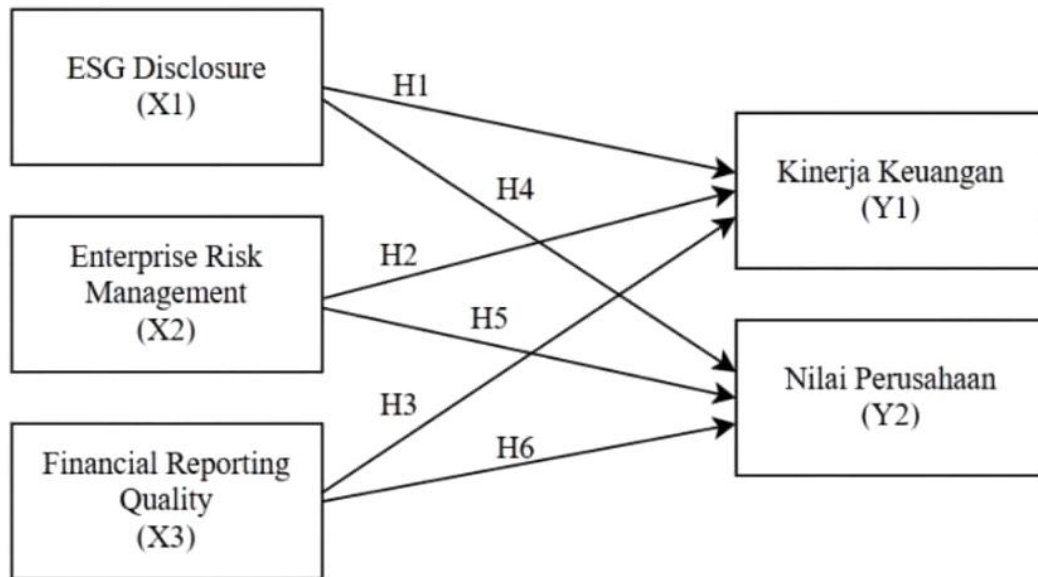 ESG Disclosure
(X1)
H1
Kinerja Keuangan
(Y1)
H4
Enterprise Risk
Management
(X2)
H2
H5
Nilai Perusahaan
(Y2)
H3
Financial Reporting
Quality
(X3)
H6